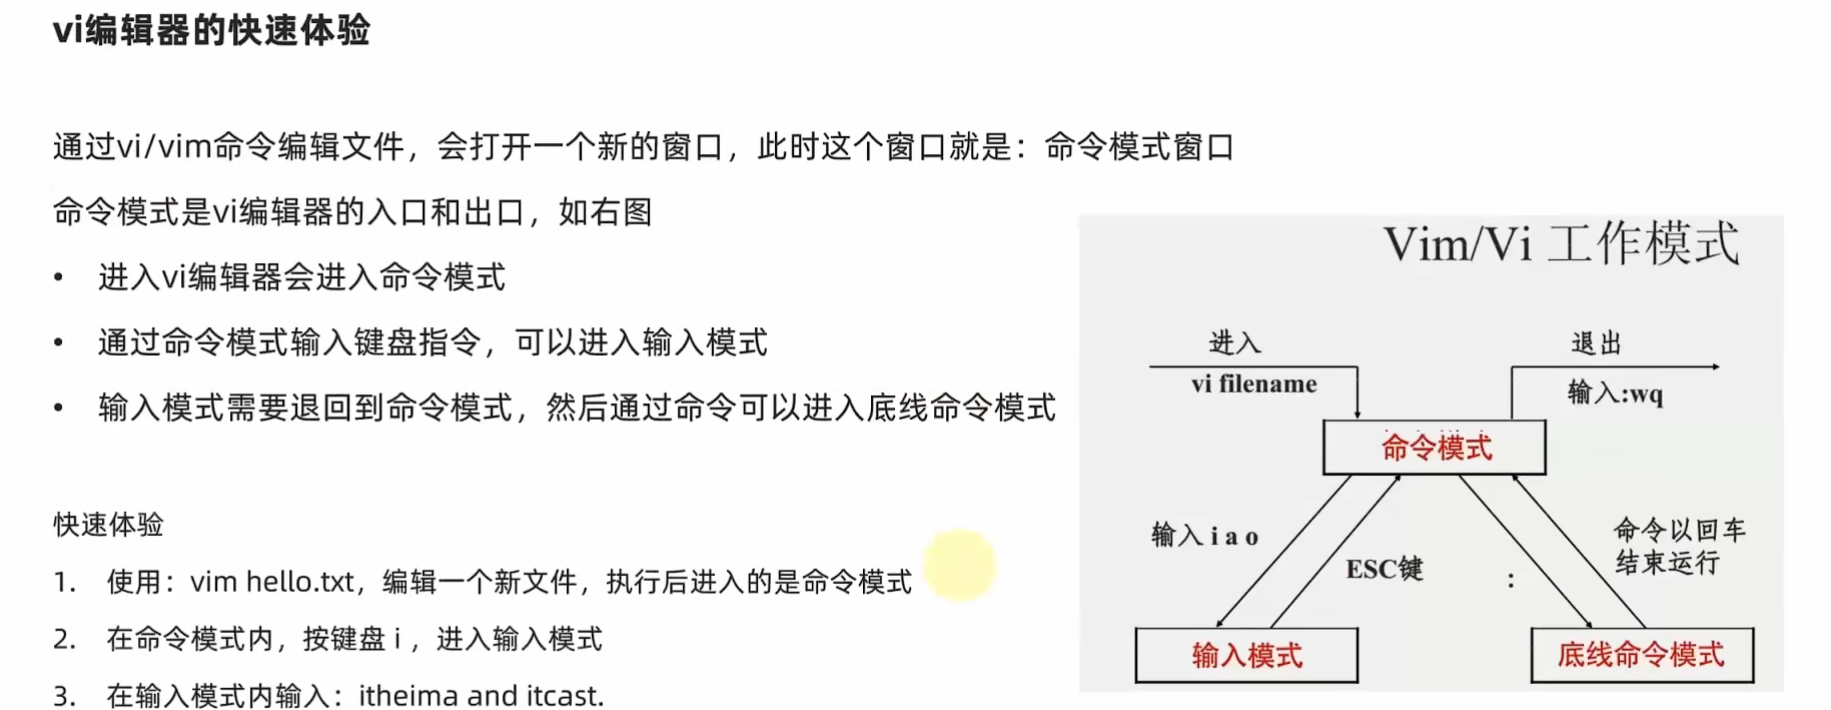 vi编辑器的快速体验
通过vi/vim命令编辑文件，会打开一个新的窗口，此时这个窗口就是：命令模式窗口
命令模式是vi编辑器的入口和出口，如右图
• 进入vi编辑器会进入命令模式
• 通过命令模式输入键盘指令，可以进入输入模式
• 输入模式需要退回到命令模式，然后通过命令可以进入底线命令模式
快速体验
1. 使用：vim hello.txt，编辑一个新文件，执行后进入的是命令模式
2. 在命令模式内，按键盘 i ，进入输入模式
3. 在输入模式内输入：itheima and itcast.
Vim/Vi 工作模式
进入
vi filename
退出
输入:wq
命令模式
输入 i a o
ESC键
:
命令以回车
结束运行
输入模式
底线命令模式